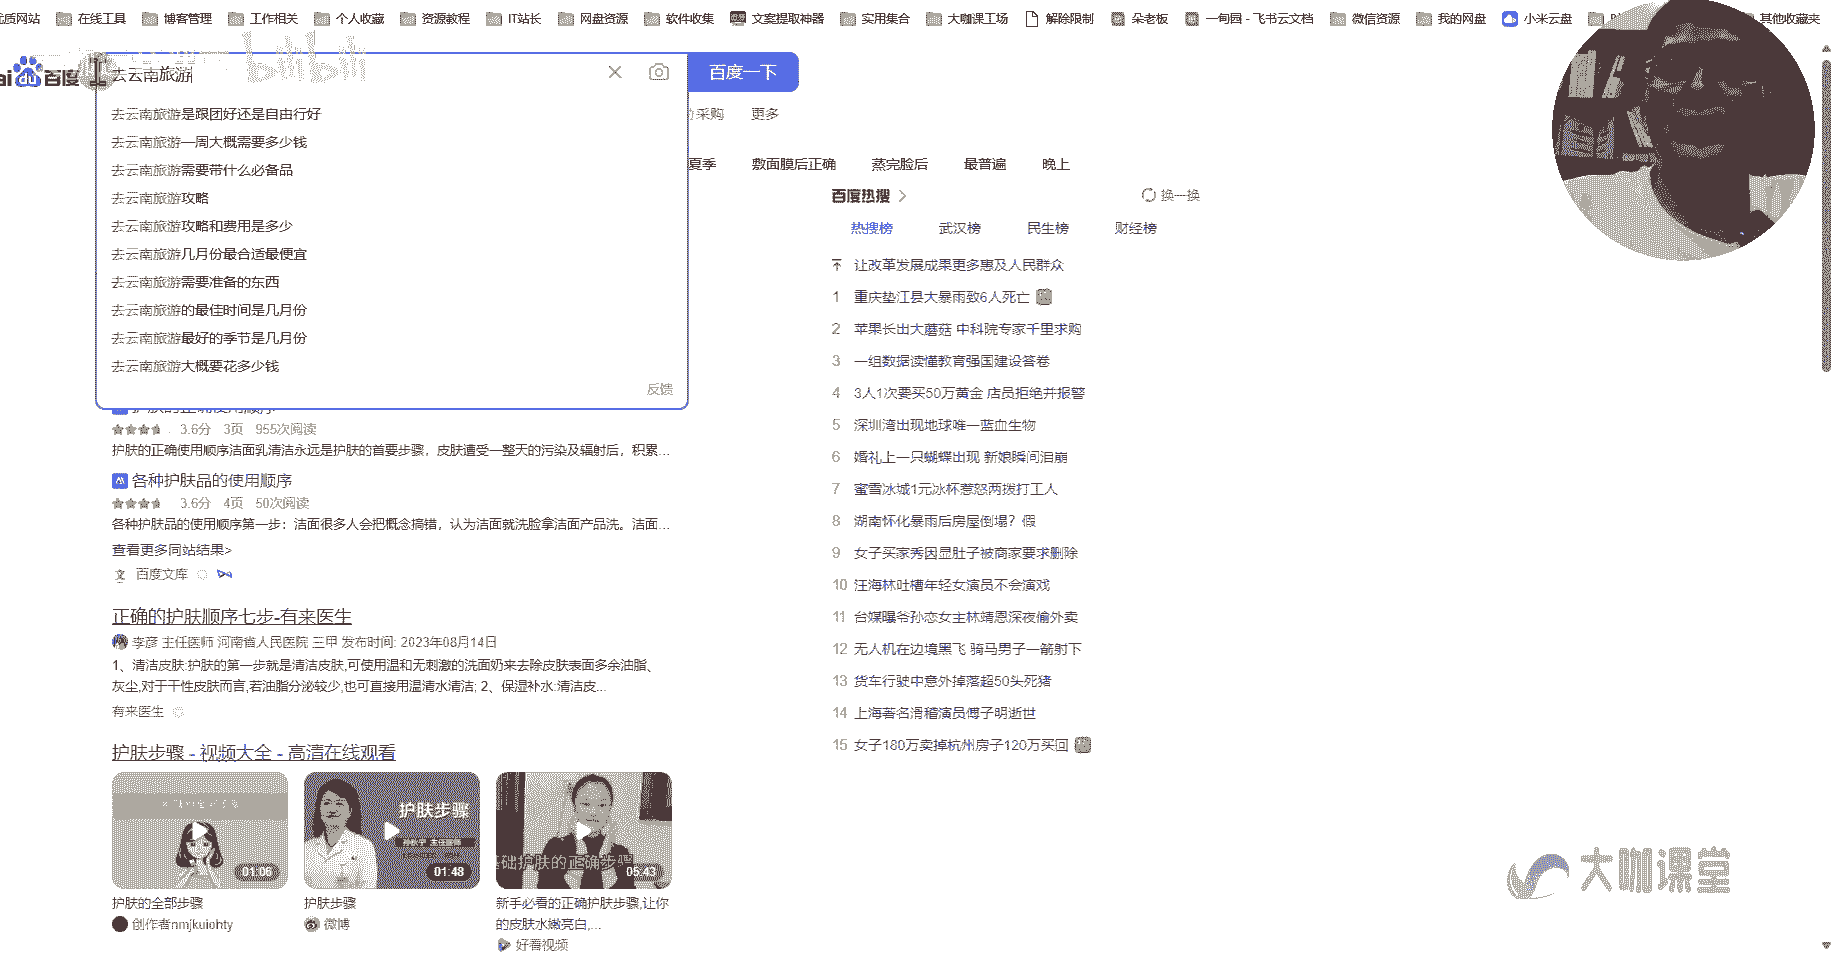 优质网站 在线工具 博客管理 工作相关 个人收藏 资源教程 IT站长 网盘资源 软件收集 文案提取神器 实用集合 大咖课工场 解除限制 朵老板 一旬园 - 飞书云文档 微信资源 我的网盘 小米云盘 其他收藏夹
bilibili
Bai du 百度 去云南旅游 百度一下
去云南旅游是跟团好还是自由行好
采购 更多
去云南旅游一周大概需要多少钱
去云南旅游需要带什么必备品
夏季 敷面膜后正确 蒸完脸后 最普遍 晚上
去云南旅游攻略
去云南旅游攻略和费用是多少
去云南旅游几月份最合适最便宜
去云南旅游需要准备的东西
去云南旅游的最佳时间是几月份
去云南旅游最好的季节是几月份
去云南旅游大概要花多少钱
反馈
护肤的正确使用顺序
3.6分 3页 955次阅读
护肤的正确使用顺序洁面乳清洁永远是护肤的首要步骤，皮肤遭受一整天的污染及辐射后，积累...
各种护肤品的使用顺序
3.6分 4页 50次阅读
各种护肤品的使用顺序第一步：洁面很多人会把概念搞错，认为洁面就洗脸拿洁面产品洗。洁面...
查看更多同站结果>
百度文库
正确的护肤顺序七步-有来医生
李彦 主任医师 河南省人民医院 三甲 发布时间: 2023年08月14日
1、清洁皮肤:护肤的第一步就是清洁皮肤,可使用温和无刺激的洗面奶来去除皮肤表面多余油脂、
灰尘,对于干性皮肤而言,若油脂分泌较少,也可直接用温清水清洁; 2、保湿补水:清洁皮...
有来医生
护肤步骤 - 视频大全 - 高清在线观看
01:06
护肤步骤
01:48
基础护肤的正确步骤
05:43
护肤的全部步骤
创作者nmjkuiohty
护肤步骤
微博
新手必看的正确护肤步骤,让你
的皮肤水嫩亮白,...
好看视频
百度热搜 换一换
热搜榜 武汉榜 民生榜 财经榜
让改革发展成果更多惠及人民群众
1 重庆垫江县大暴雨致6人死亡
2 苹果长出大蘑菇 中科院专家千里求购
3 一组数据读懂教育强国建设答卷
4 3人1次要买50万黄金 店员拒绝并报警
5 深圳湾出现地球唯一蓝血生物
6 婚礼上一只蝴蝶出现 新娘瞬间泪崩
7 蜜雪冰城1元冰杯惹怒两拨打工人
8 湖南怀化暴雨后房屋倒塌？假
9 女子买家秀因显肚子被商家要求删除
10 汪海林吐槽年轻女演员不会演戏
11 台媒曝爷孙恋女主林靖恩深夜偷外卖
12 无人机在边境黑飞 骑马男子一箭射下
13 货车行驶中意外掉落超50头死猪
14 上海著名滑稽演员傅子明逝世
15 女子180万卖掉杭州房子120万买回
大咖课堂